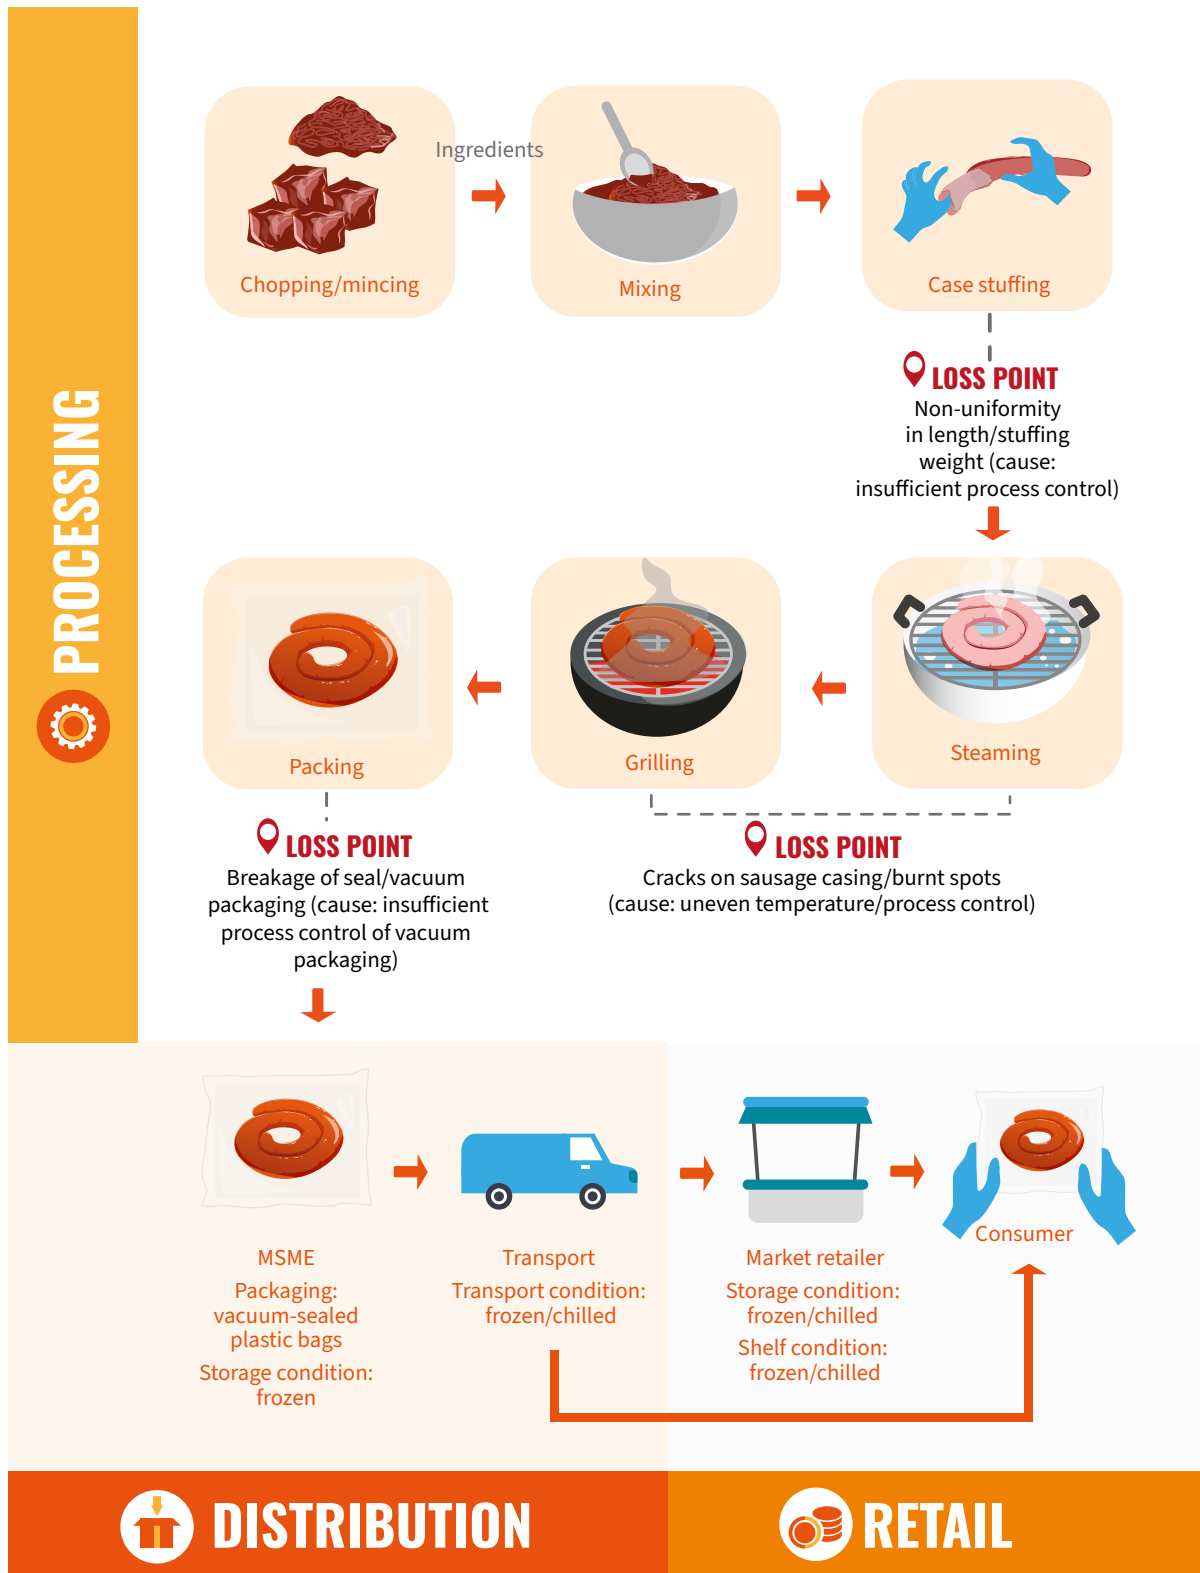 PROCESSING
Ingredients
Chopping/mincing
Mixing
Case stuffing
LOSS POINT
Non-uniformity
in length/stuffing
weight (cause:
insufficient process control)
Packing
Grilling
Steaming
LOSS POINT
Breakage of seal/vacuum
packaging (cause: insufficient
process control of vacuum
packaging)
LOSS POINT
Cracks on sausage casing/burnt spots
(cause: uneven temperature/process control)
MSME
Packaging:
vacuum-sealed
plastic bags
Storage condition:
frozen
Transport
Transport condition:
frozen/chilled
Market retailer
Storage condition:
frozen/chilled
Shelf condition:
frozen/chilled
Consumer
DISTRIBUTION
RETAIL